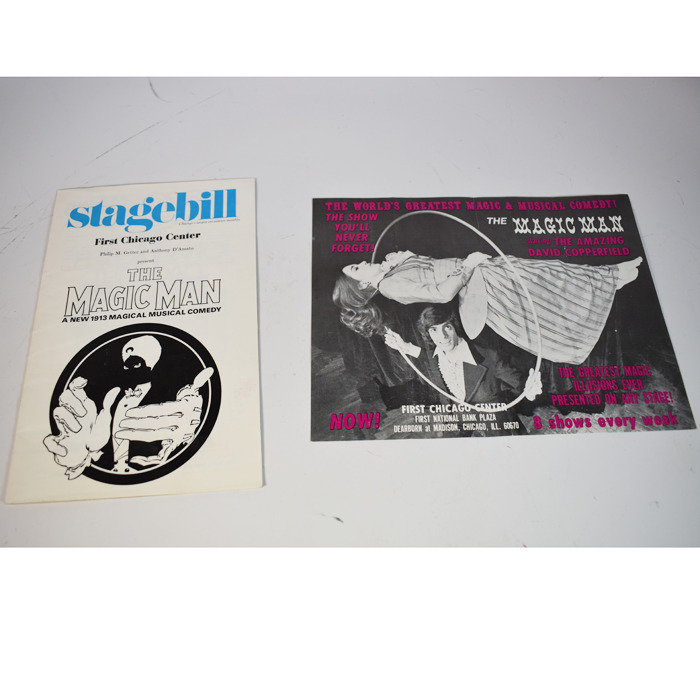 stagebill
First Chicago Center
Philip M. Getter and Anthony D'Amato
present
THE
MAGIC MAN
A NEW 1913 MAGICAL MUSICAL COMEDY
THE WORLD'S GREATEST MAGIC & MUSICAL COMEDY!
THE SHOW
YOU'LL
NEVER
FORGET!
THE MAGIC MAN
THE AMAZING
DAVID COPPERFIELD
THE GREATEST MAGIC
ILLUSIONS EVER
PRESENTED ON ANY STAGE!
NOW!
FIRST CHICAGO CENTER
FIRST NATIONAL BANK PLAZA
DEARBORN at MADISON, CHICAGO, ILL. 60670
8 shows every week